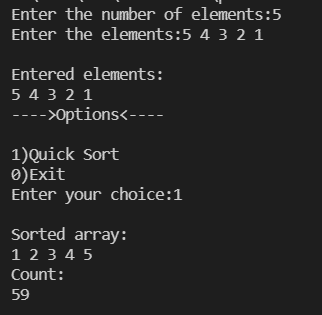 Enter the number of elements:5
Enter the elements:5 4 3 2 1
Entered elements:
5 4 3 2 1
---->Options<----
1)Quick Sort
0)Exit
Enter your choice:1
Sorted array:
1 2 3 4 5
Count:
59